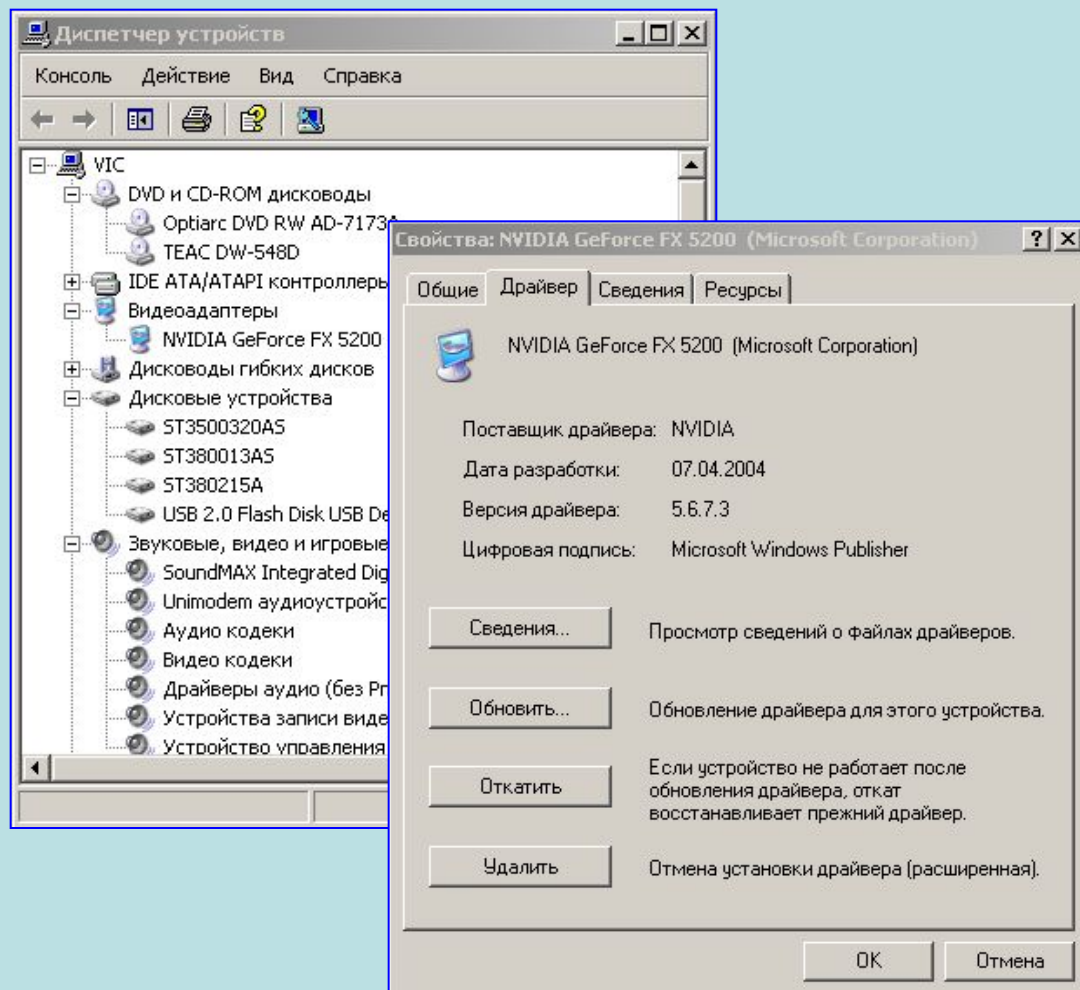 Диспетчер устройств
Консоль Действие Вид Справка
VIC
DVD и CD-ROM дисководы
Optiarc DVD RW AD-7173A
TEAC DW-548D
IDE ATA/ATAPI контроллеры
Видеоадаптеры
NVIDIA GeForce FX 5200
Дисководы гибких дисков
Дисковые устройства
ST3500320AS
ST380013AS
ST380215A
USB 2.0 Flash Disk USB De
Звуковые, видео и игровые
SoundMAX Integrated Dig
Unimodem аудиоустройс
Аудио кодеки
Видео кодеки
Драйверы аудио (без Pn
Устройства записи виде
Устройство управления
Свойства: NVIDIA GeForce FX 5200 (Microsoft Corporation)
Общие Драйвер Сведения Ресурсы
NVIDIA GeForce FX 5200 (Microsoft Corporation)
Поставщик драйвера: NVIDIA
Дата разработки: 07.04.2004
Версия драйвера: 5.6.7.3
Цифровая подпись: Microsoft Windows Publisher
Сведения... Просмотр сведений о файлах драйверов.
Обновить... Обновление драйвера для этого устройства.
Откатить Если устройство не работает после
обновления драйвера, откат
восстанавливает прежний драйвер.
Удалить Отмена установки драйвера (расширенная).
OK Отмена